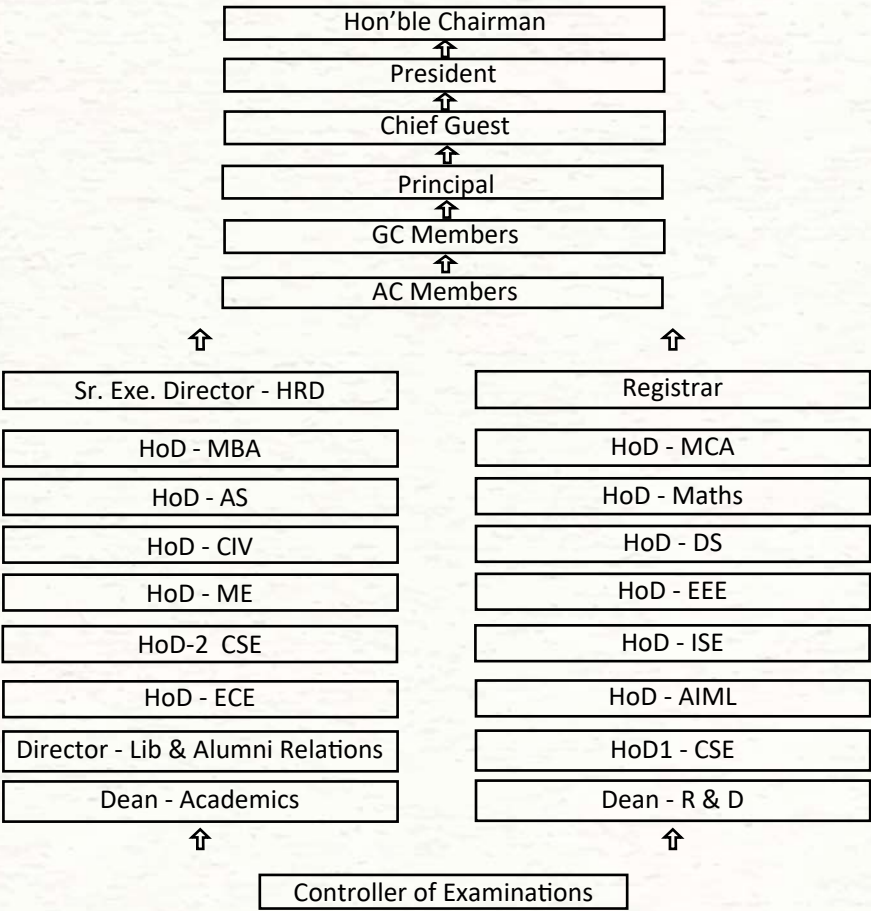 Hon’ble Chairman
President
Chief Guest
Principal
GC Members
AC Members
Sr. Exe. Director - HRD
Registrar
HoD - MBA
HoD - MCA
HoD - AS
HoD - Maths
HoD - CIV
HoD - DS
HoD - ME
HoD - EEE
HoD-2 CSE
HoD - ISE
HoD - ECE
HoD - AIML
Director - Lib & Alumni Relations
HoD1 - CSE
Dean - Academics
Dean - R & D
Controller of Examinations